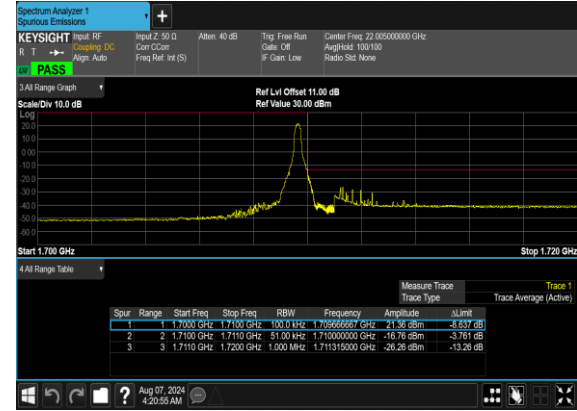 Spectrum Analyzer 1
Spurious Emissions
KEYSIGHT Input: RF Input Z: 50 Ω Atten: 40 dB Trig: Free Run Center Freq: 22.005000000 GHz
R T Coupling: DC Corr CCorr Gate: Off Avg|Hold: 100/100
Align: Auto Freq Ref: Int (S) IF Gain: Low Radio Std: None
PASS
3 All Range Graph
Ref Lvl Offset 11.00 dB
Scale/Div 10.0 dB Ref Value 30.00 dBm
Log
20.0
10.0
0.00
-10.0
-20.0
-30.0
-40.0
-50.0
-60.0
Start 1.700 GHz Stop 1.720 GHz
4 All Range Table
Measure Trace Trace 1
Trace Type Trace Average (Active)
Spur Range Start Freq Stop Freq RBW Frequency Amplitude ΔLimit
1 1 1.7000 GHz 1.7100 GHz 100.0 kHz 1.709666667 GHz 21.36 dBm -8.637 dB
2 2 1.7100 GHz 1.7110 GHz 51.00 kHz 1.710000000 GHz -16.76 dBm -3.761 dB
3 3 1.7110 GHz 1.7200 GHz 1.000 MHz 1.711315000 GHz -26.26 dBm -13.26 dB
Aug 07, 2024
4:20:55 AM